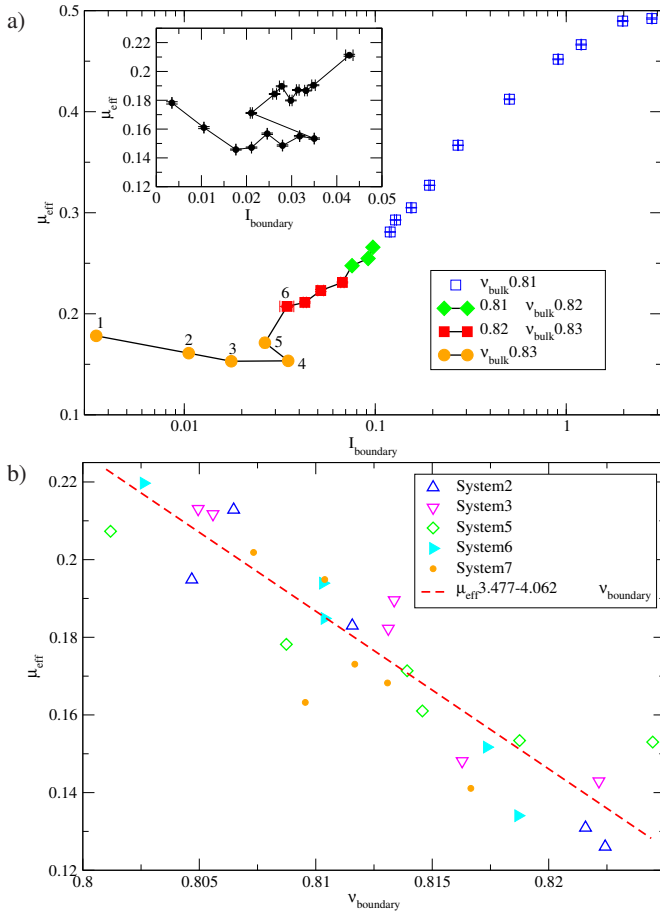 a)
0.5
0.4
0.3
0.2
0.1
μeff
0.22
0.2
0.18
0.16
0.14
0.12
μeff
0
0.01
0.02
0.03
0.04
0.05
Iboundary
1
2
3
4
5
6
νbulk0.81
0.81 νbulk0.82
0.82 νbulk0.83
νbulk0.83
0.01
0.1
1
Iboundary
b)
0.22
0.2
0.18
0.16
0.14
0.12
μeff
System2
System3
System5
System6
System7
μeff3.477-4.062 νboundary
0.8
0.805
0.81
0.815
0.82
νboundary